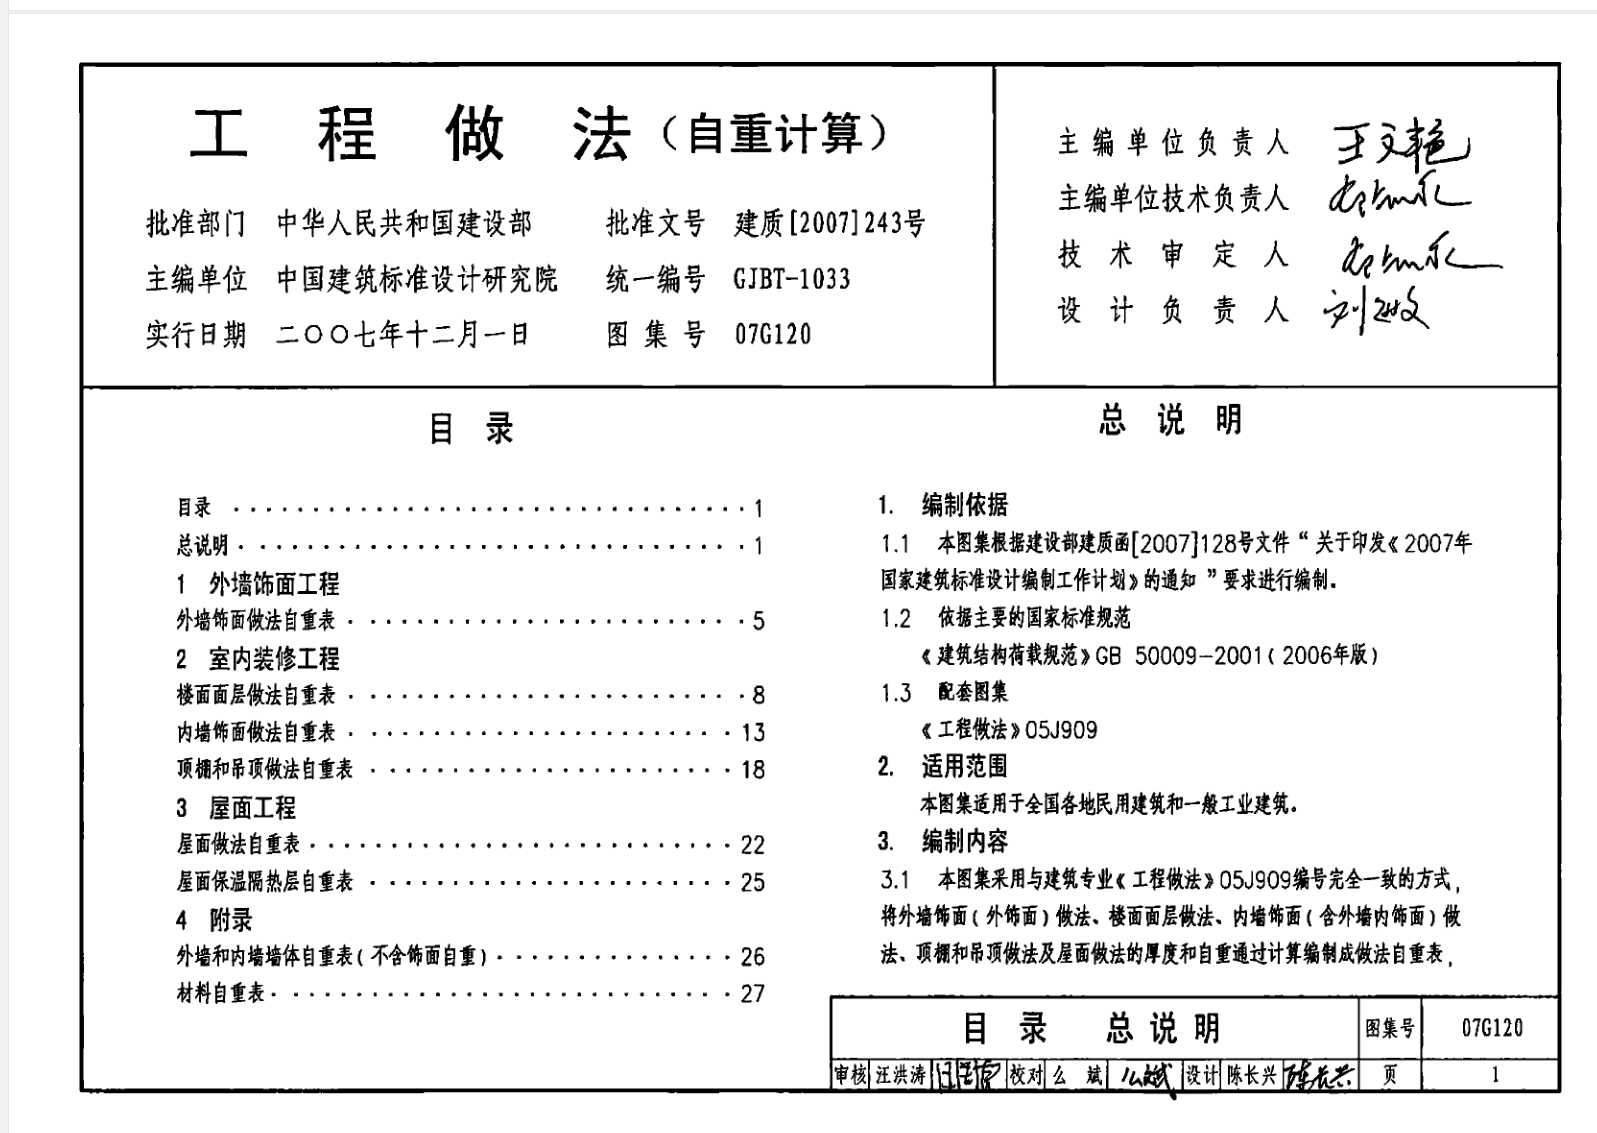 工程做法（自重计算）
批准部门 中华人民共和国建设部 批准文号 建质[2007]243号
主编单位 中国建筑标准设计研究院 统一编号 GJBT-1033
实行日期 二〇〇七年十二月一日 图集号 07G120
主编单位负责人 王文艳
主编单位技术负责人
技术审定人
设计负责人 刘敏
目录
目录 1
总说明 1
1 外墙饰面工程
外墙饰面做法自重表 5
2 室内装修工程
楼面面层做法自重表 8
内墙饰面做法自重表 13
顶棚和吊顶做法自重表 18
3 屋面工程
屋面做法自重表 22
屋面保温隔热层自重表 25
4 附录
外墙和内墙墙体自重表(不含饰面自重) 26
材料自重表 27
总说明
1. 编制依据
1.1 本图集根据建设部建质函[2007]128号文件“关于印发《2007年
国家建筑标准设计编制工作计划》的通知”要求进行编制。
1.2 依据主要的国家标准规范
《建筑结构荷载规范》GB 50009-2001(2006年版)
1.3 配套图集
《工程做法》05J909
2. 适用范围
本图集适用于全国各地民用建筑和一般工业建筑。
3. 编制内容
3.1 本图集采用与建筑专业《工程做法》05J909编号完全一致的方式，
将外墙饰面(外饰面)做法、楼面面层做法、内墙饰面(含外墙内饰面)做
法、顶棚和吊顶做法及屋面做法的厚度和自重通过计算编制成做法自重表，
目录 总说明 图集号 07G120
审核 汪洪涛 汪洪涛 校对 么斌 么斌 设计 陈长兴 陈长兴 页 1